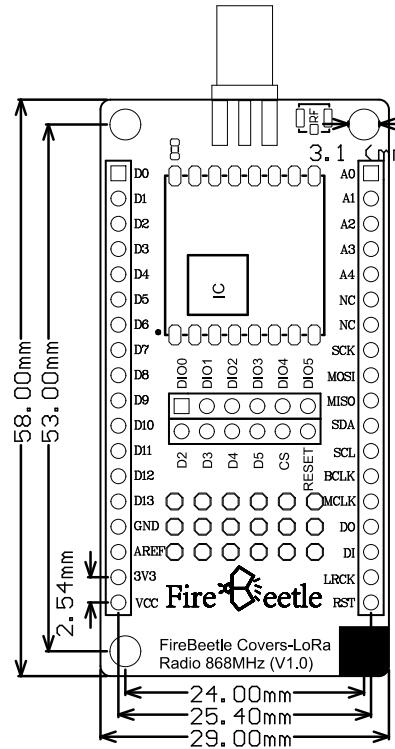 RF
3.1 (m
D0 A0
D1 A1
D2 A2
D3 A3
D4 A4
D5 NC
D6 NC
D7 SCK
D8 MOSI
D9 MISO
D10 SDA
D11 SCL
D12 BCLK
D13 MCLK
GND D0
AREF DI
3V3 LRCK
VCC RST
IC
DIO0 DIO1 DIO2 DIO3 DIO4 DIO5
D2 D3 D4 D5 CS RESET
58.00mm
53.00mm
2.54mm
FireBeetle
FireBeetle Covers-LoRa
Radio 868MHz (V1.0)
24.00mm
25.40mm
29.00mm